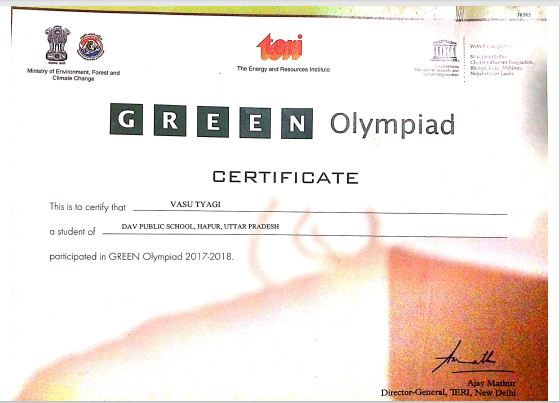 78585
Ministry of Environment, Forest and
Climate Change
teri
The Energy and Resources Institute
With the support of
New Delhi Office
Cluster Office for Bangladesh,
Bhutan, India, Maldives,
Nepal and Sri Lanka
GREEN Olympiad
CERTIFICATE
This is to certify that VASU TYAGI
a student of DAV PUBLIC SCHOOL, HAPUR, UTTAR PRADESH
participated in GREEN Olympiad 2017-2018.
Ajay Mathur
Director-General, TERI, New Delhi